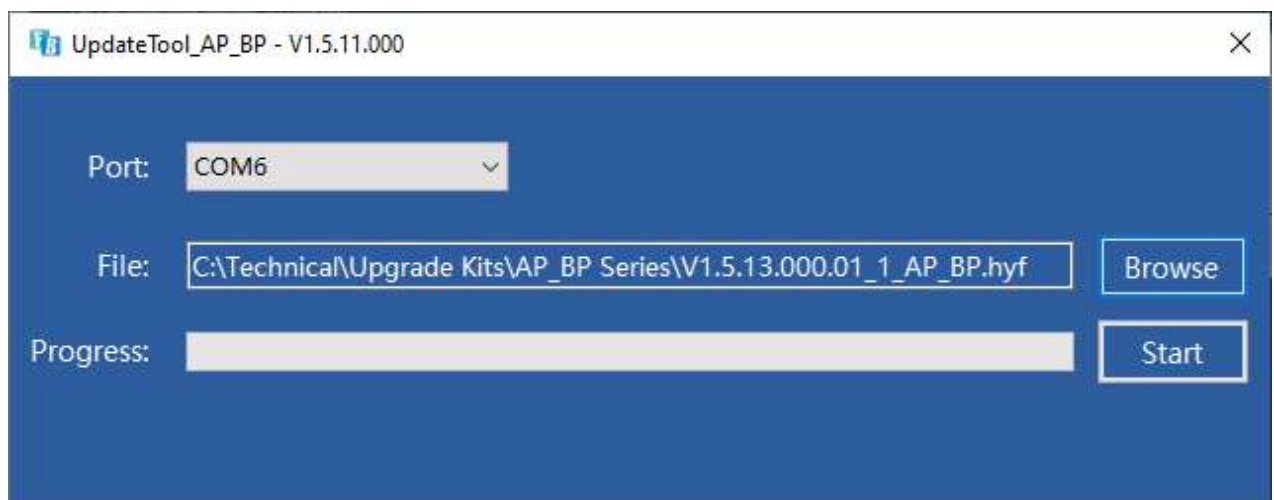 UpdateTool_AP_BP - V1.5.11.000
Port: COM6
File: C:\Technical\Upgrade Kits\AP_BP Series\V1.5.13.000.01_1_AP_BP.hyf Browse
Progress: Start